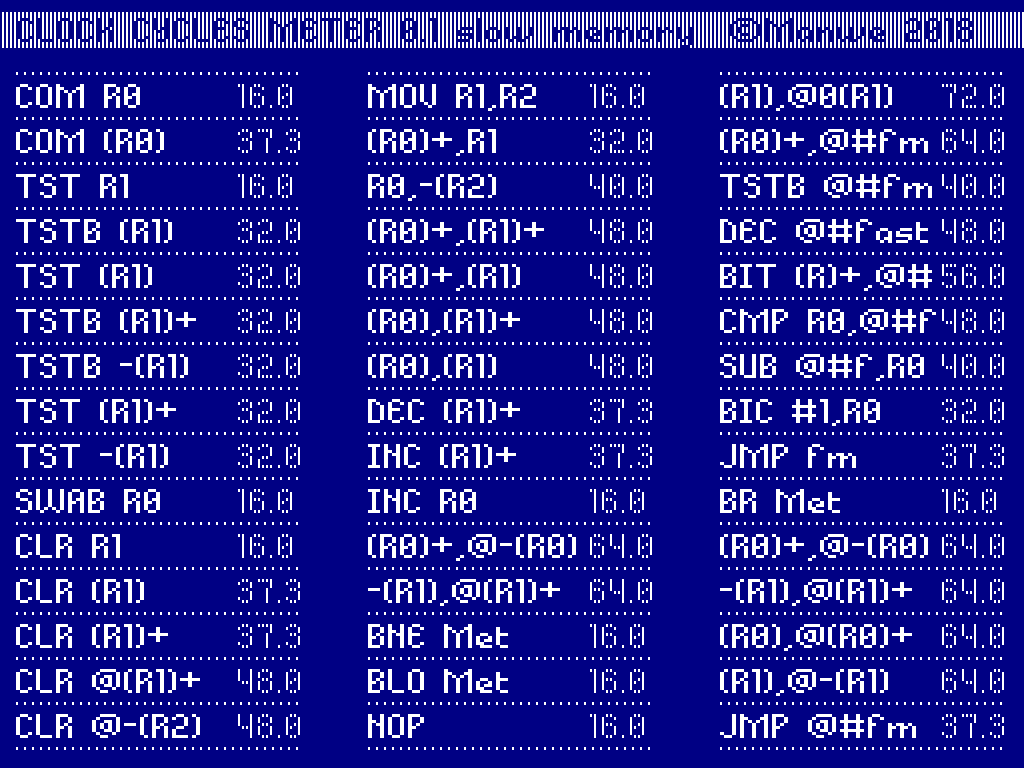 CLOCK CYCLES METER 0.1 slow memory @Manwe 2018
COM R0 16.0 MOV R1,R2 16.0 (R1),@0(R1) 72.0
COM (R0) 37.3 (R0)+,R1 32.0 (R0)+,@#fm 64.0
TST R1 16.0 R0,-(R2) 40.0 TSTB @#fm 40.0
TSTB (R1) 32.0 (R0)+,(R1)+ 48.0 DEC @#fast 48.0
TST (R1) 32.0 (R0)+,(R1) 48.0 BIT (R)+,@# 56.0
TSTB (R1)+ 32.0 (R0),(R1)+ 48.0 CMP R0,@#f 48.0
TSTB -(R1) 32.0 (R0),(R1) 48.0 SUB @#f,R0 40.0
TST (R1)+ 32.0 DEC (R1)+ 37.3 BIC #1,R0 32.0
TST -(R1) 32.0 INC (R1)+ 37.3 JMP fm 37.3
SWAB R0 16.0 INC R0 16.0 BR Met 16.0
CLR R1 16.0 (R0)+,@-(R0) 64.0 (R0)+,@-(R0) 64.0
CLR (R1) 37.3 -(R1),@(R1)+ 64.0 -(R1),@(R1)+ 64.0
CLR (R1)+ 37.3 BNE Met 16.0 (R0),@(R0)+ 64.0
CLR @(R1)+ 48.0 BLO Met 16.0 (R1),@-(R1) 64.0
CLR @-(R2) 48.0 NOP 16.0 JMP @#fm 37.3